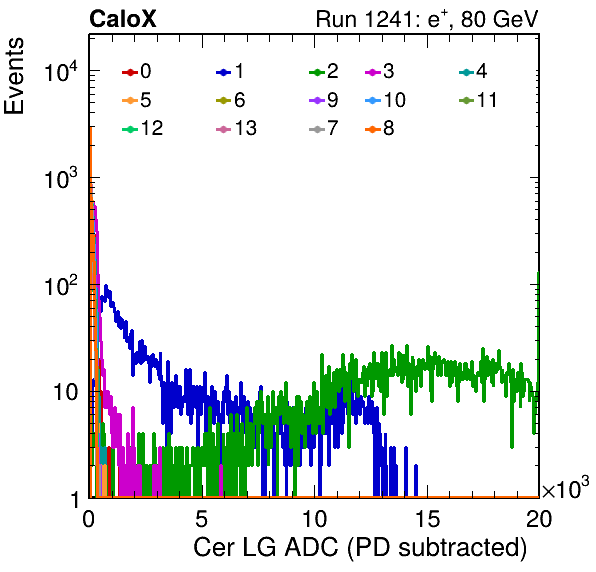 CaloX Run 1241: e⁺, 80 GeV
Events
10⁴
10³
10²
10
1
0 1 2 3 4
5 6 9 10 11
12 13 7 8
0 5 10 15 20
×10³
Cer LG ADC (PD subtracted)